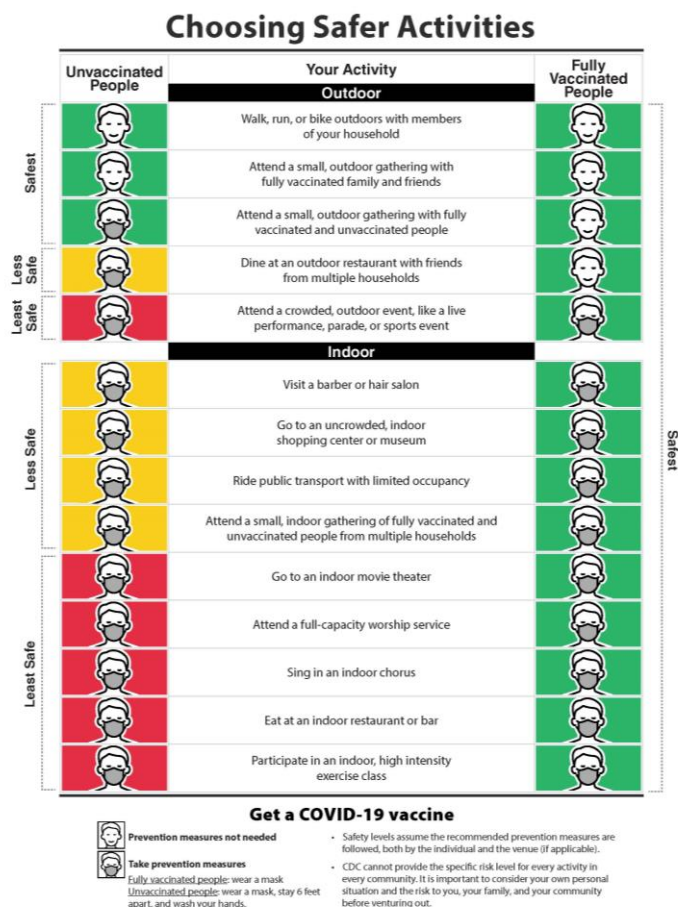 Choosing Safer Activities
Unvaccinated
People
Your Activity
Fully
Vaccinated
People
Outdoor
Safest
Walk, run, or bike outdoors with members
of your household
Attend a small, outdoor gathering with
fully vaccinated family and friends
Attend a small, outdoor gathering with fully
vaccinated and unvaccinated people
Less
Safe
Dine at an outdoor restaurant with friends
from multiple households
Least
Safe
Attend a crowded, outdoor event, like a live
performance, parade, or sports event
Indoor
Less Safe
Visit a barber or hair salon
Go to an uncrowded, indoor
shopping center or museum
Ride public transport with limited occupancy
Attend a small, indoor gathering of fully vaccinated and
unvaccinated people from multiple households
Safest
Least Safe
Go to an indoor movie theater
Attend a full-capacity worship service
Sing in an indoor chorus
Eat at an indoor restaurant or bar
Participate in an indoor, high intensity
exercise class
Get a COVID-19 vaccine
Prevention measures not needed
Take prevention measures
Fully vaccinated people: wear a mask
Unvaccinated people: wear a mask, stay 6 feet
apart, and wash your hands.
• Safety levels assume the recommended prevention measures are
followed, both by the individual and the venue (if applicable).
• CDC cannot provide the specific risk level for every activity in
every community. It is important to consider your own personal
situation and the risk to you, your family, and your community
before venturing out.